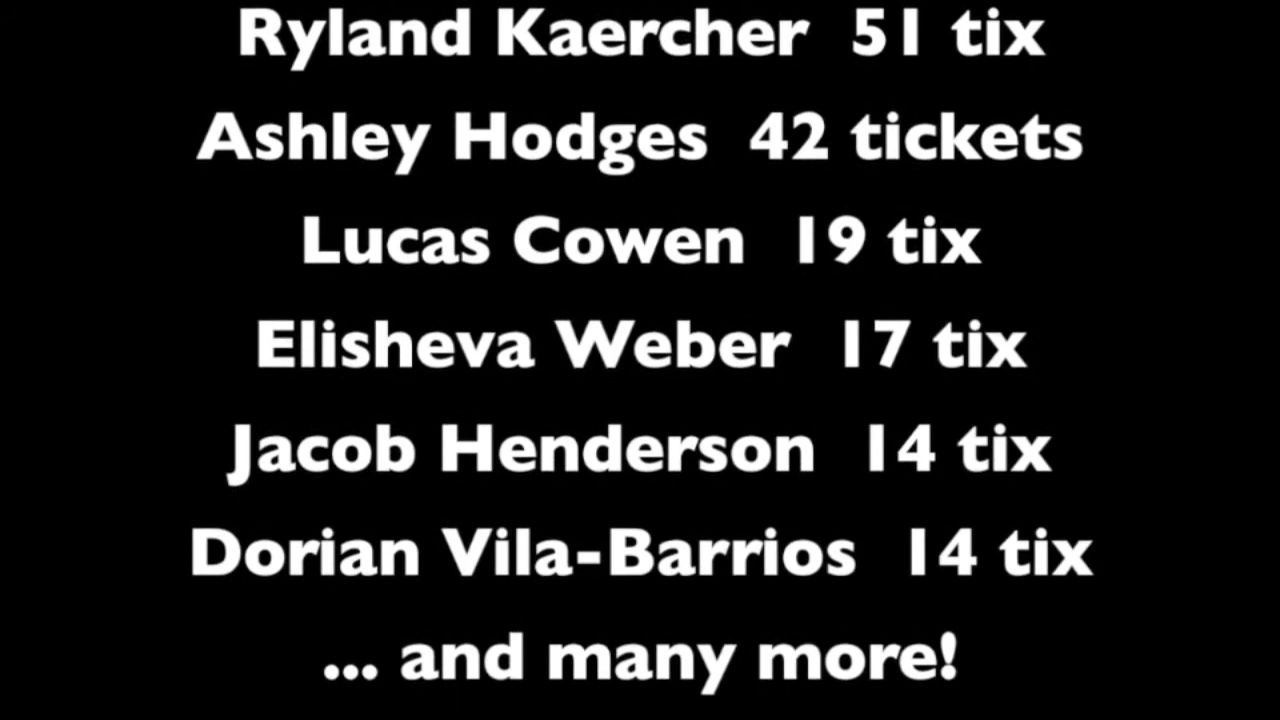 Ryland Kaercher 51 tix
Ashley Hodges 42 tickets
Lucas Cowen 19 tix
Elisheva Weber 17 tix
Jacob Henderson 14 tix
Dorian Vila-Barrios 14 tix
... and many more!